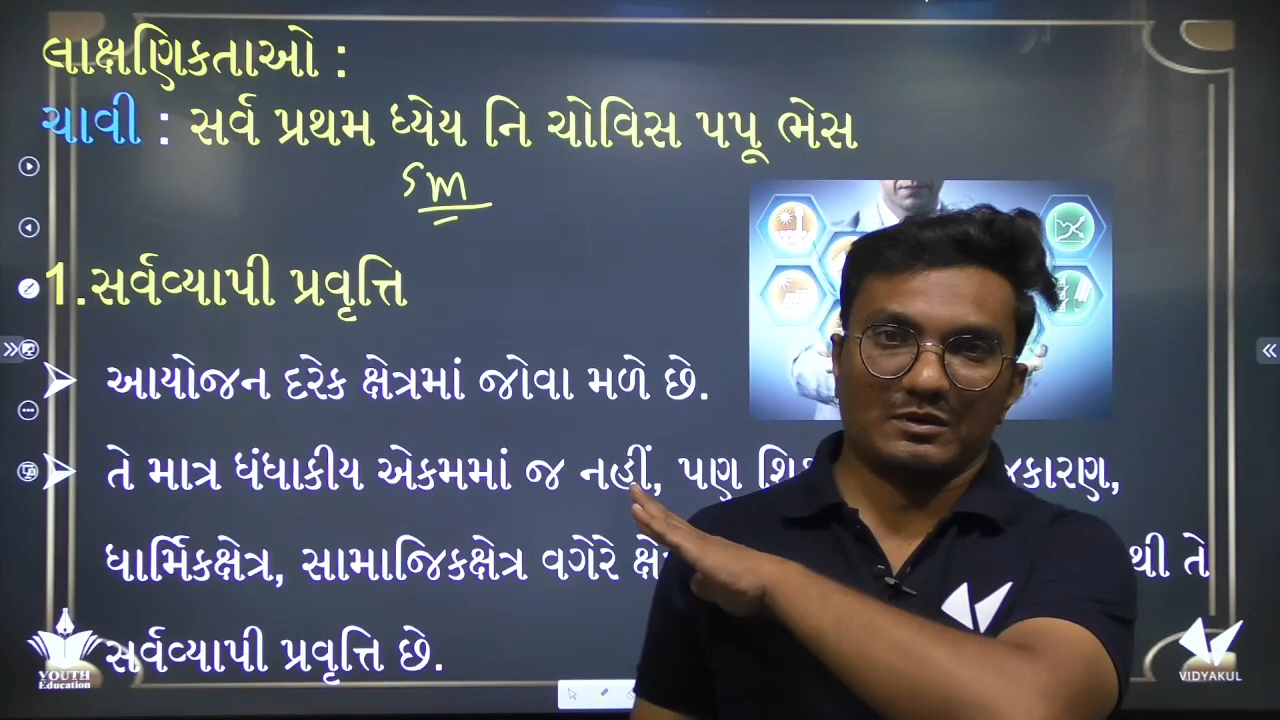 લાક્ષણિકતાઓ :
ચાવી : સર્વ પ્રથમ ધ્યેય નિ ચોવિસ પપૂ ભેસ
1.સર્વવ્યાપી પ્રવૃત્તિ
આયોજન દરેક ક્ષેત્રમાં જોવા મળે છે.
તે માત્ર ધંધાકીય એકમમાં જ નહીં, પણ
ધાર્મિકક્ષેત્ર, સામાજિકક્ષેત્ર વગેરે થી તે
સર્વવ્યાપી પ્રવૃત્તિ છે.
YOUTH
Education
VIDYAKUL